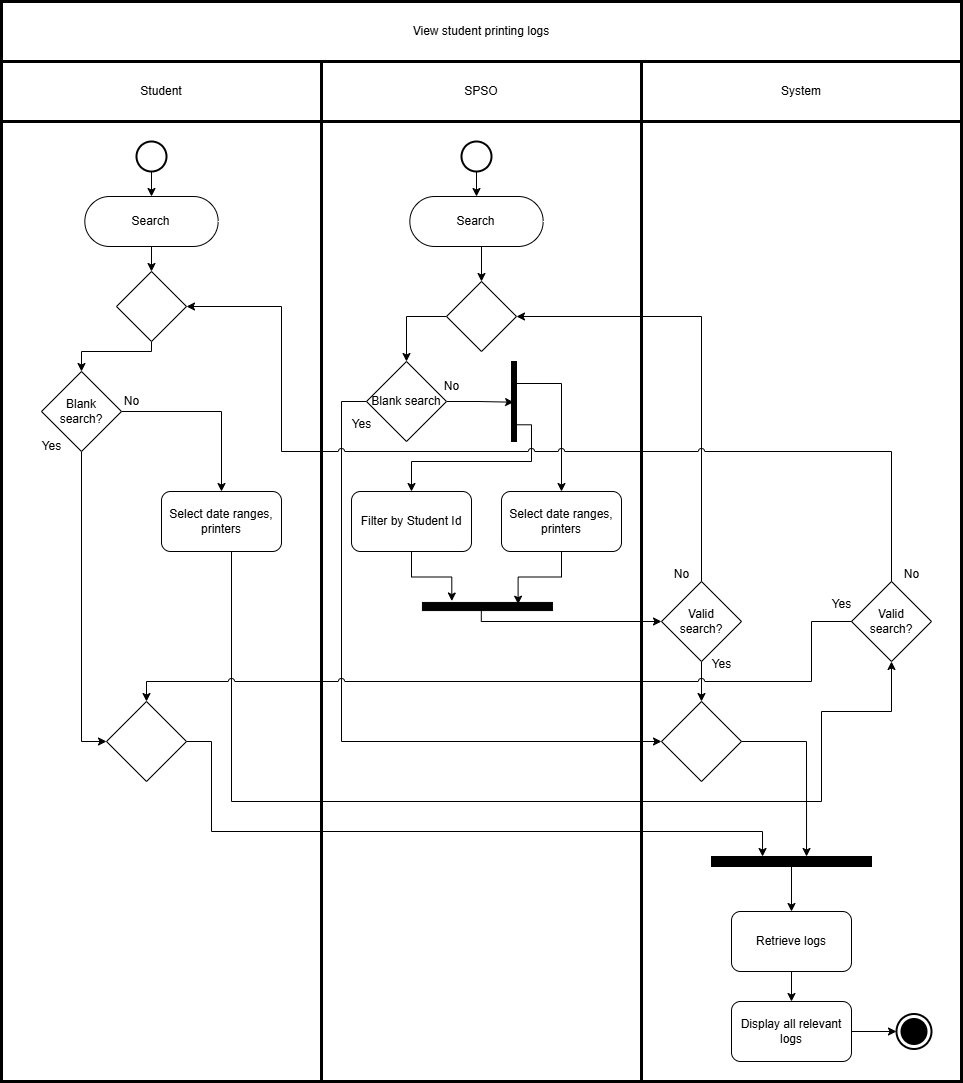 View student printing logs
Student
SPSO
System
Search
Search
Blank
search?
No
Yes
Blank search
No
Yes
Select date ranges,
printers
Filter by Student Id
Select date ranges,
printers
No
Valid
search?
Yes
Yes
Valid
search?
No
Retrieve logs
Display all relevant
logs